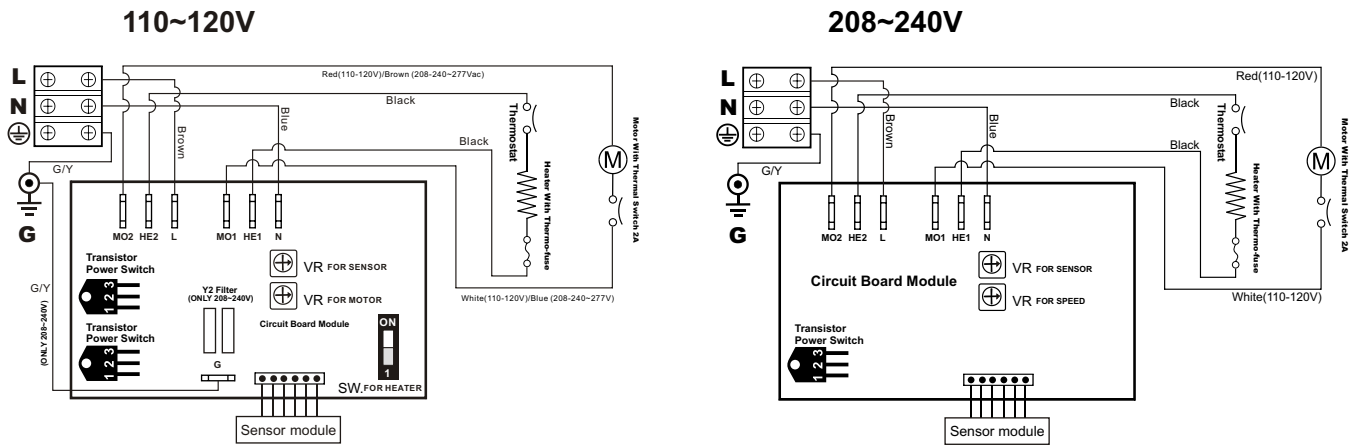 110~120V
L
N
G
Red(110-120V)/Brown (208-240~277Vac)
Black
Brown
Blue
Black
G/Y
Thermostat
Heater With Thermo-fuse
M
Motor With Thermal Switch 2A
MO2 HE2 L MO1 HE1 N
Transistor
Power Switch
1 2 3
Transistor
Power Switch
1 2 3
G/Y
(ONLY 208~240V)
Y2 Filter
(ONLY 208~240V)
G
VR FOR SENSOR
VR FOR MOTOR
Circuit Board Module
ON
1
SW.FOR HEATER
White(110-120V)/Blue (208-240~277V)
Sensor module
208~240V
L
N
G
Red(110-120V)
Black
Brown
Blue
Black
G/Y
Thermostat
Heater With Thermo-fuse
M
Motor With Thermal Switch 2A
MO2 HE2 L MO1 HE1 N
VR FOR SENSOR
Circuit Board Module
VR FOR SPEED
White(110-120V)
Transistor
Power Switch
1 2 3
Sensor module